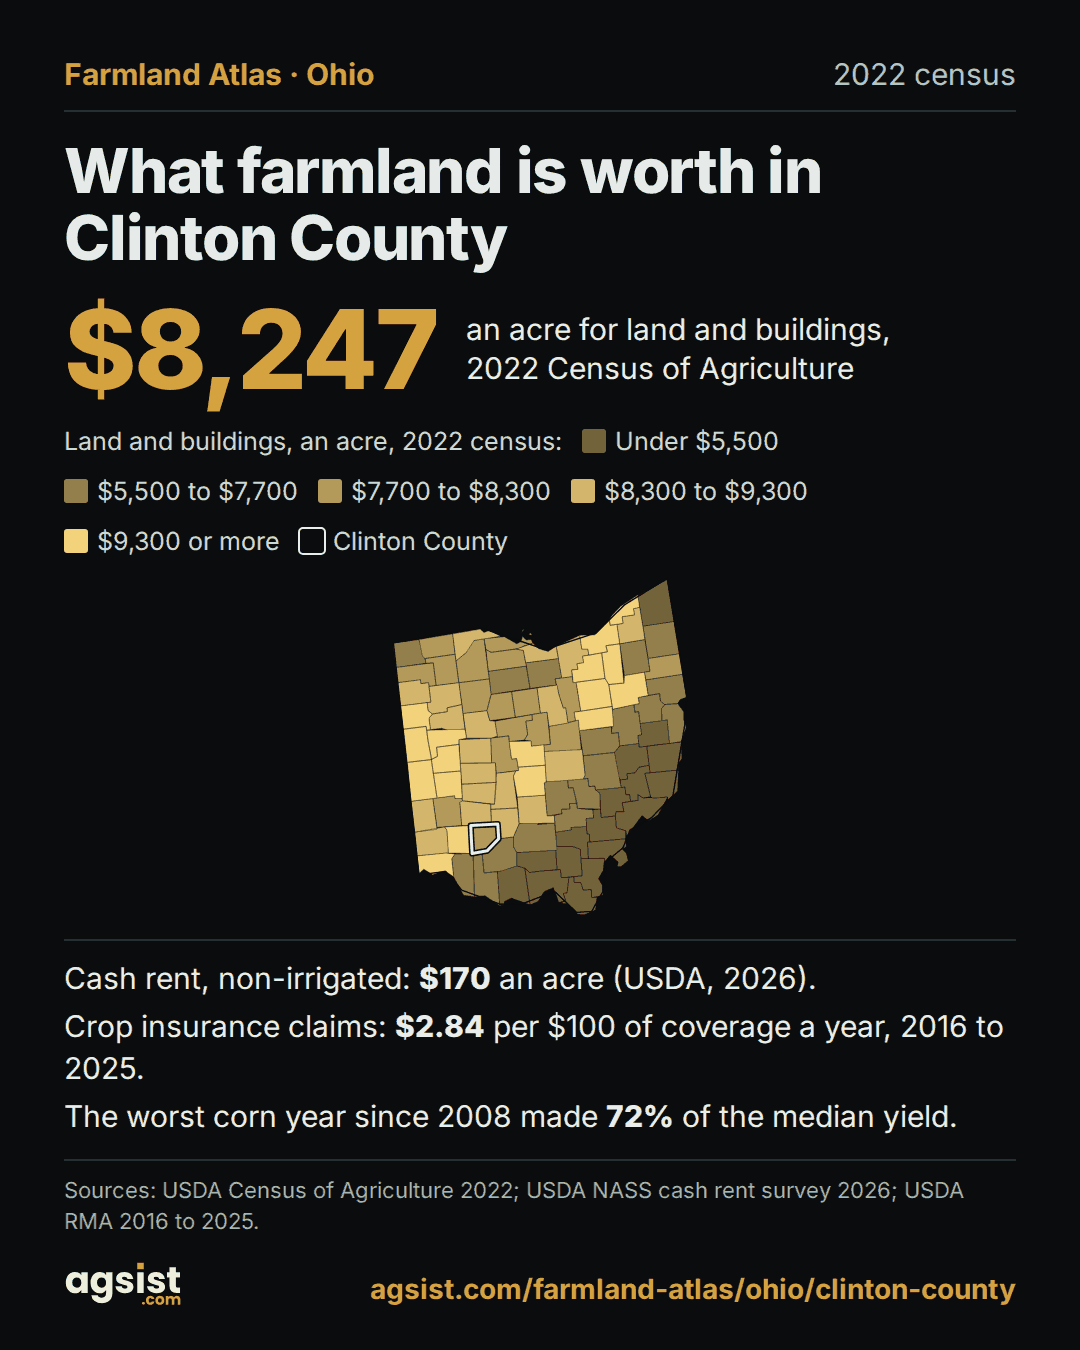 Farmland Atlas · Ohio
2022 census
What farmland is worth in
Clinton County
$8,247
an acre for land and buildings,
2022 Census of Agriculture
Land and buildings, an acre, 2022 census: Under $5,500
$5,500 to $7,700 $7,700 to $8,300 $8,300 to $9,300
$9,300 or more Clinton County
Cash rent, non-irrigated: $170 an acre (USDA, 2026).
Crop insurance claims: $2.84 per $100 of coverage a year, 2016 to
2025.
The worst corn year since 2008 made 72% of the median yield.
Sources: USDA Census of Agriculture 2022; USDA NASS cash rent survey 2026; USDA
RMA 2016 to 2025.
agsist
.com
agsist.com/farmland-atlas/ohio/clinton-county